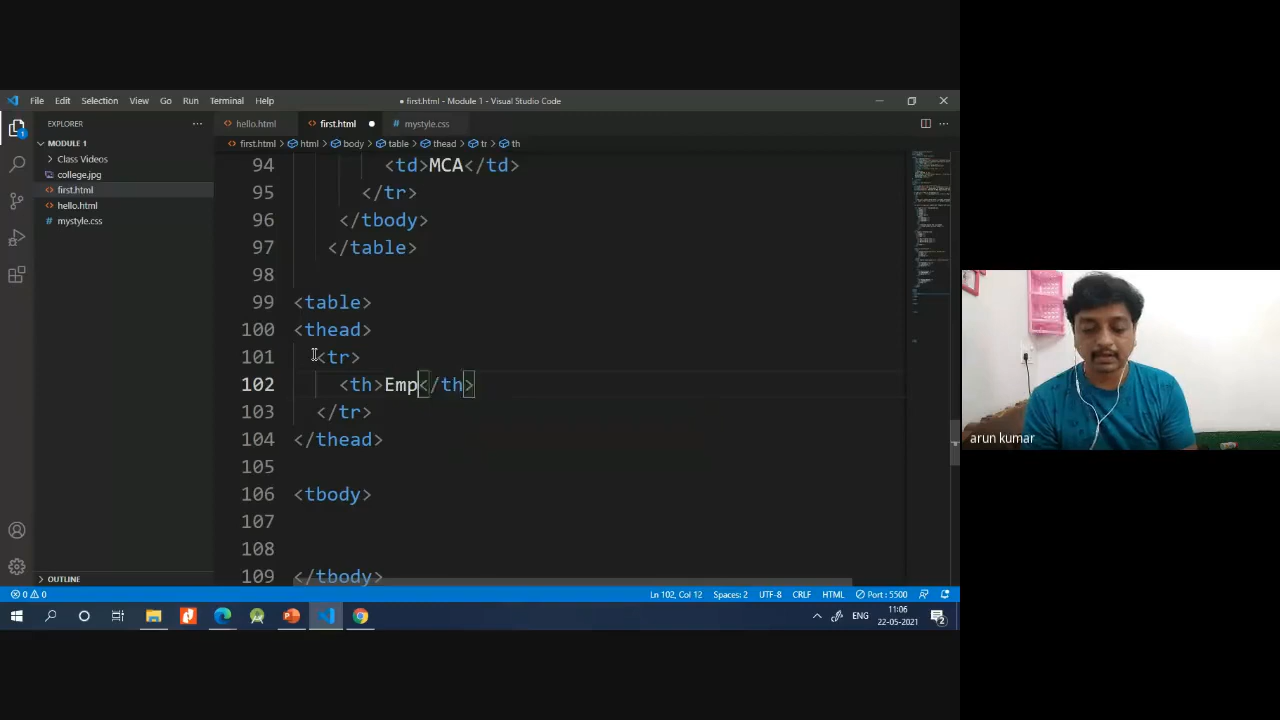 File Edit Selection View Go Run Terminal Help
● first.html - Module 1 - Visual Studio Code
EXPLORER
hello.html
first.html
mystyle.css
MODULE 1
Class Videos
college.jpg
first.html
hello.html
mystyle.css
first.html > html > body > table > thead > tr > th
94 <td>MCA</td>
95 </tr>
96 </tbody>
97 </table>
98
99 <table>
100 <thead>
101 <tr>
102 <th>Emp</th>
103 </tr>
104 </thead>
105
106 <tbody>
107
108
109 </tbody>
OUTLINE
0 0 Ln 102, Col 12 Spaces: 2 UTF-8 CRLF HTML Port : 5500
ENG
11:06
22-05-2021
2
1
arun kumar